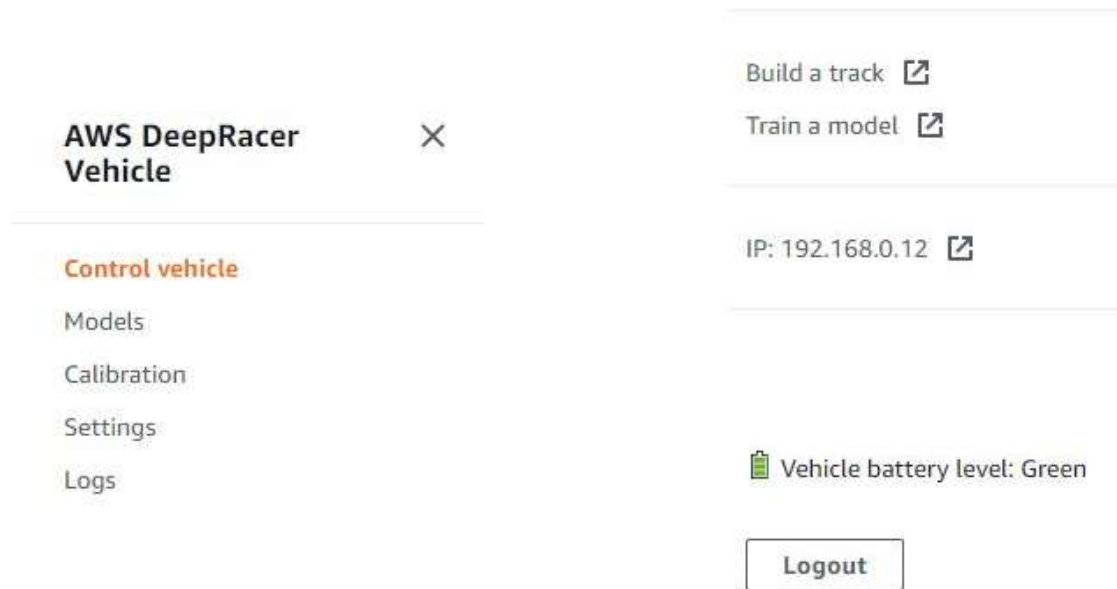 AWS DeepRacer
Vehicle
Control vehicle
Models
Calibration
Settings
Logs
Build a track
Train a model
IP: 192.168.0.12
Vehicle battery level: Green
Logout